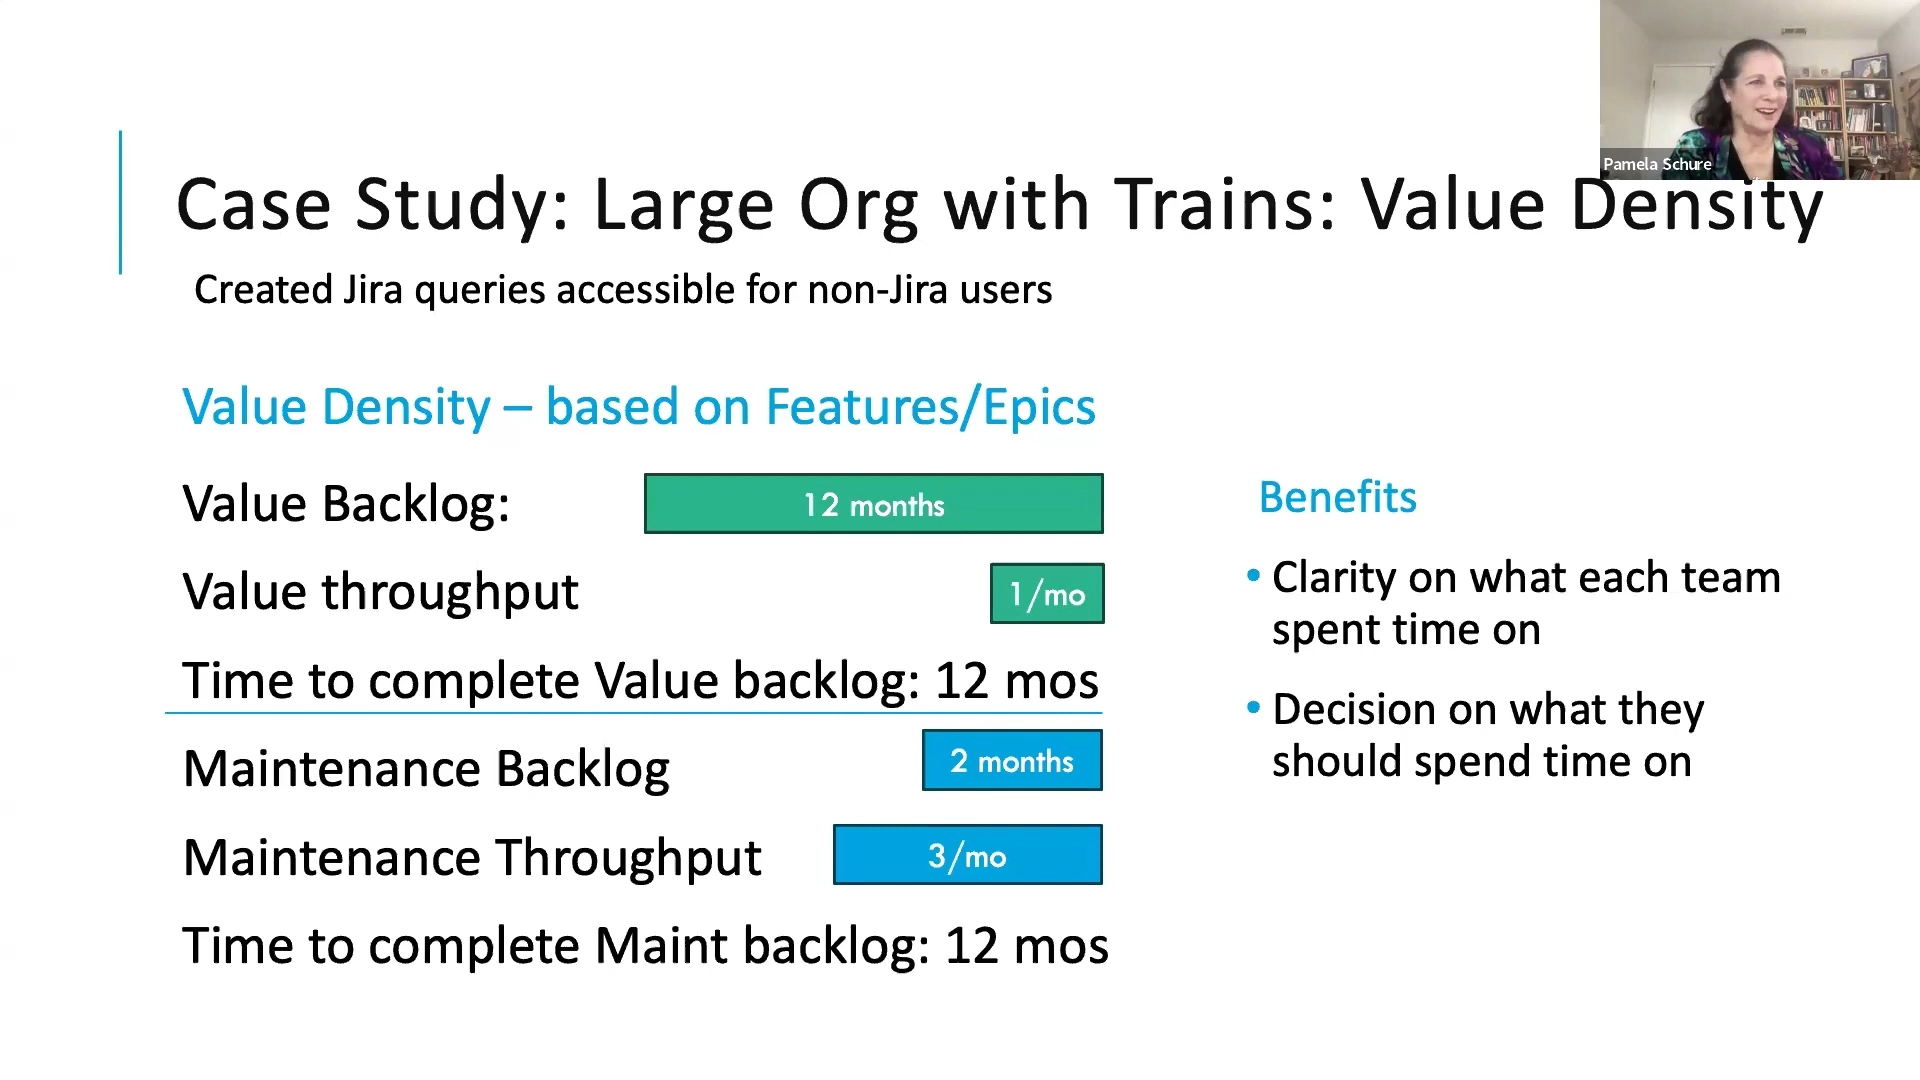 Pamela Schure
Case Study: Large Org with Trains: Value Density
Created Jira queries accessible for non-Jira users
Value Density – based on Features/Epics
Value Backlog:
12 months
Value throughput
1/mo
Time to complete Value backlog: 12 mos
Maintenance Backlog
2 months
Maintenance Throughput
3/mo
Time to complete Maint backlog: 12 mos
Benefits
• Clarity on what each team
spent time on
• Decision on what they
should spend time on